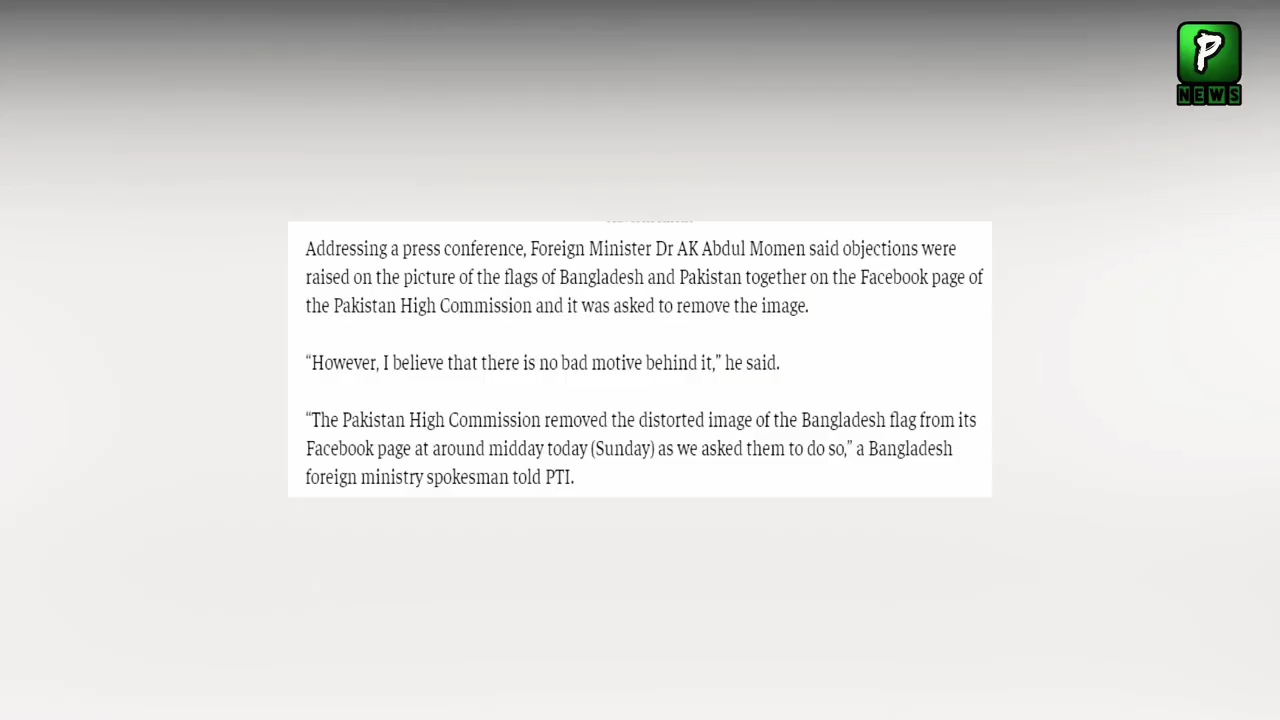 P
NEWS
Addressing a press conference, Foreign Minister Dr AK Abdul Momen said objections were
raised on the picture of the flags of Bangladesh and Pakistan together on the Facebook page of
the Pakistan High Commission and it was asked to remove the image.
“However, I believe that there is no bad motive behind it,” he said.
“The Pakistan High Commission removed the distorted image of the Bangladesh flag from its
Facebook page at around midday today (Sunday) as we asked them to do so,” a Bangladesh
foreign ministry spokesman told PTI.